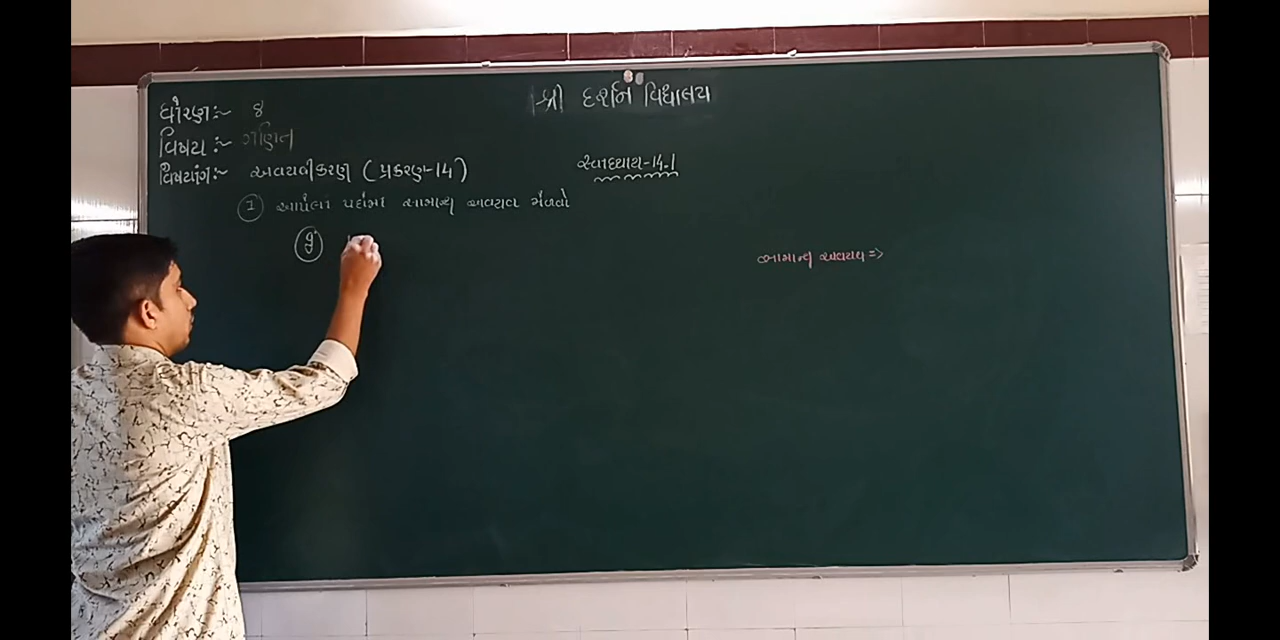 શ્રી દર્શન વિદ્યાલય
ધોરણ:~ ૪
વિષય:~ ગણિત
વિષયાંગ:~ અવયવીકરણ (પ્રકરણ-14)
સ્વાધ્યાય-14.1
1 આપેલા પદોમાં સામાન્ય અવયવ મેળવો
સામાન્ય અવયવ =>